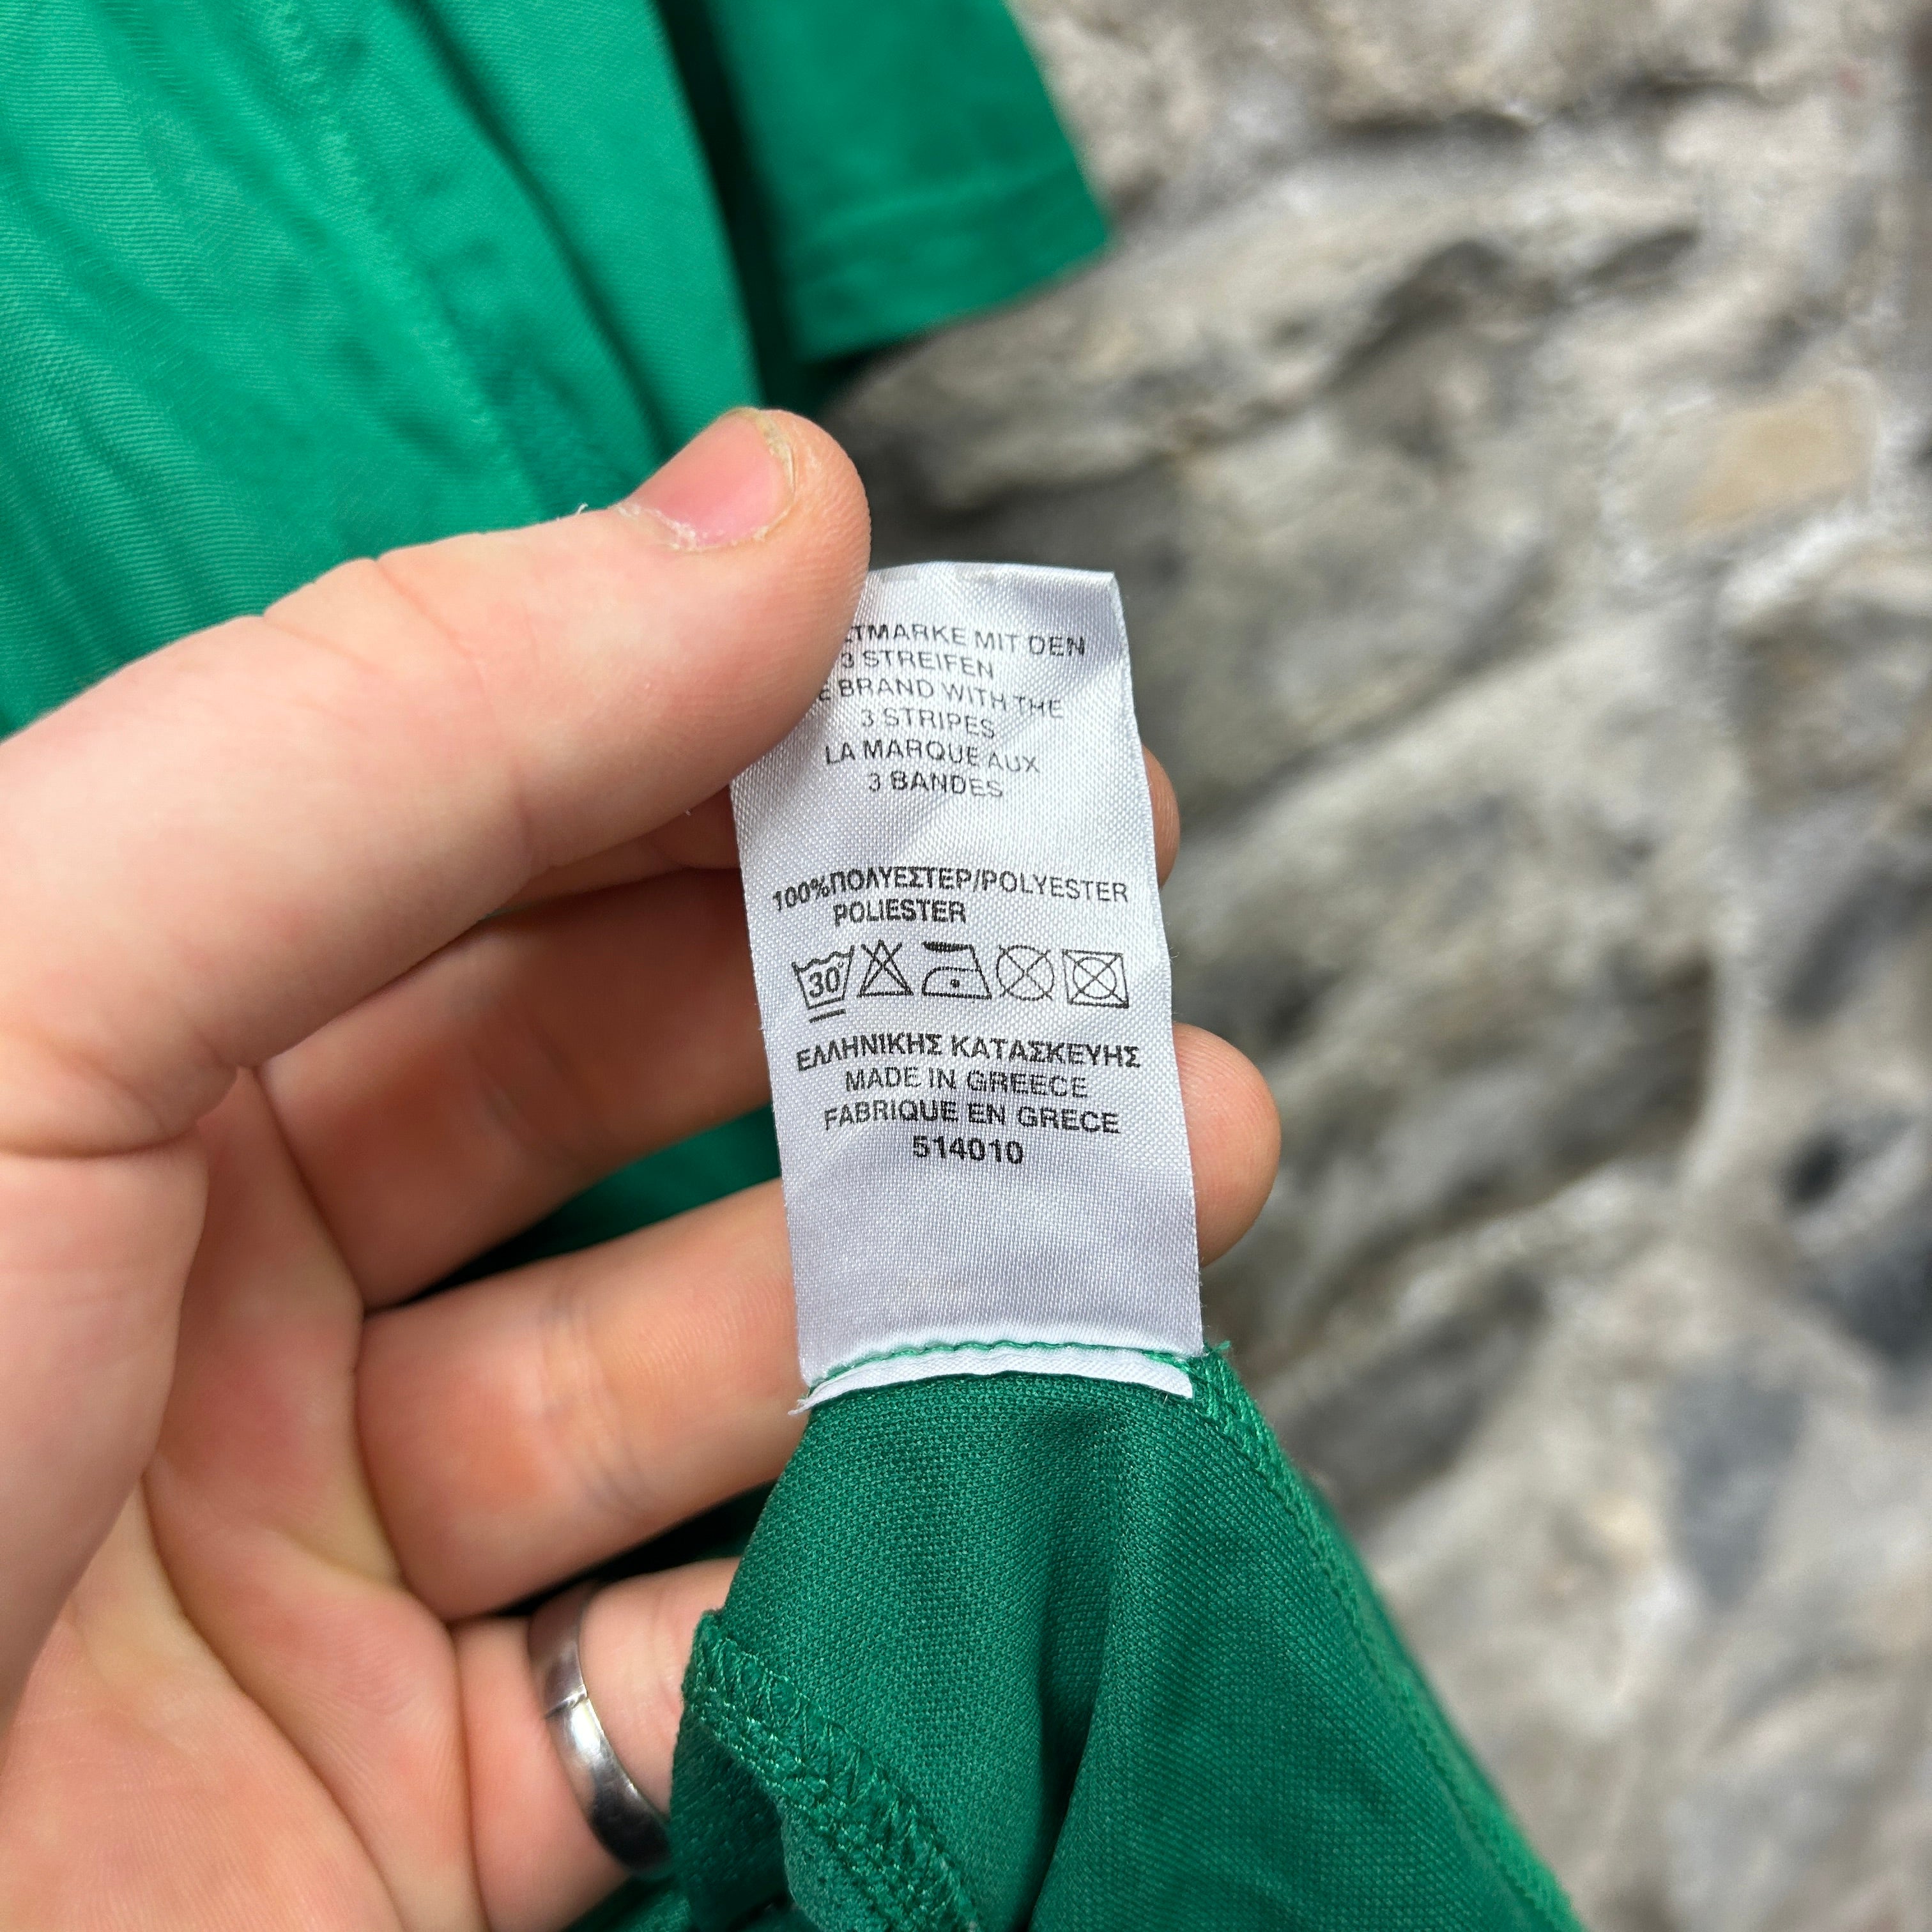 MIT DEN
3 STREIFEN
BRAND WITH THE
3 STRIPES
LA MARQUE AUX
3 BANDES
100%ΠΟΛΥΕΣΤΕΡ/POLYESTER
POLIESTER
30°
ΕΛΛΗΝΙΚΗΣ ΚΑΤΑΣΚΕΥΗΣ
MADE IN GREECE
FABRIQUE EN GRECE
514010